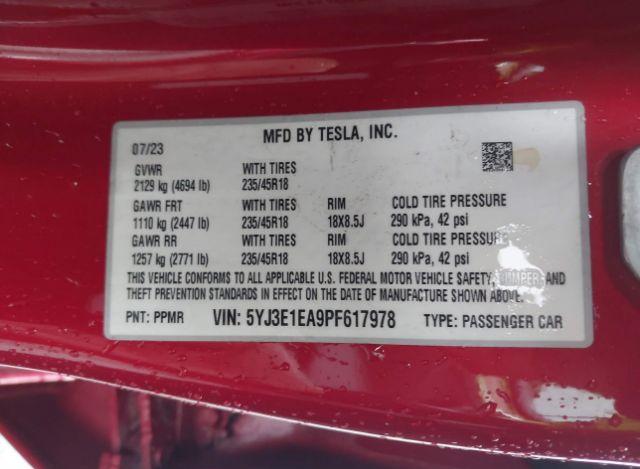 MFD BY TESLA, INC.
07/23
GVWR WITH TIRES
2129 kg (4694 lb) 235/45R18
GAWR FRT WITH TIRES RIM COLD TIRE PRESSURE
1110 kg (2447 lb) 235/45R18 18X8.5J 290 kPa, 42 psi
GAWR RR WITH TIRES RIM COLD TIRE PRESSURE
1257 kg (2771 lb) 235/45R18 18X8.5J 290 kPa, 42 psi
THIS VEHICLE CONFORMS TO ALL APPLICABLE U.S. FEDERAL MOTOR VEHICLE SAFETY, BUMPER, AND
THEFT PREVENTION STANDARDS IN EFFECT ON THE DATE OF MANUFACTURE SHOWN ABOVE.
PNT: PPMR VIN: 5YJ3E1EA9PF617978 TYPE: PASSENGER CAR